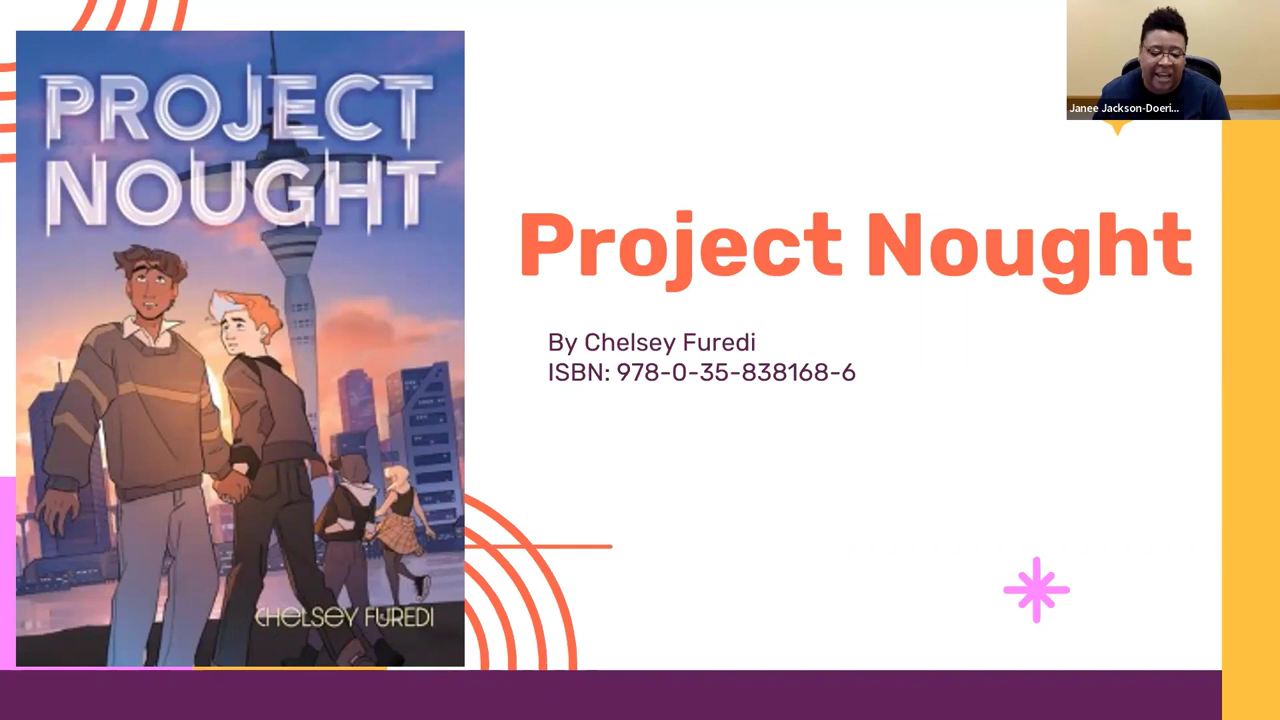 PROJECT
NOUGHT
CHELSEY FUREDI
Project Nought
By Chelsey Furedi
ISBN: 978-0-35-838168-6
Janee Jackson-Doeri...